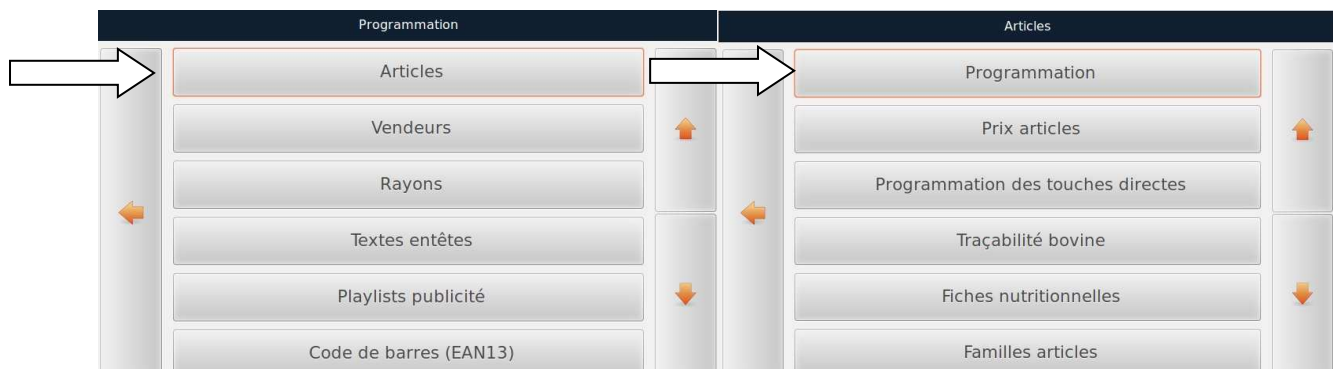 Programmation
Articles
Vendeurs
Rayons
Textes entêtes
Playlists publicité
Code de barres (EAN13)
Articles
Programmation
Prix articles
Programmation des touches directes
Traçabilité bovine
Fiches nutritionnelles
Familles articles